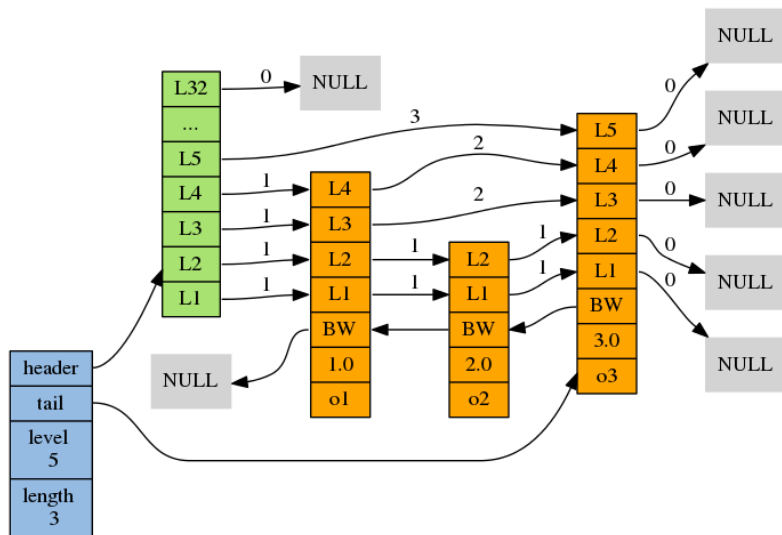 header
tail
level
5
length
3
L32
...
L5
L4
L3
L2
L1
0
NULL
3
1
1
1
1
L4
L3
L2
L1
BW
1.0
o1
NULL
2
2
1
1
L2
L1
BW
2.0
o2
1
1
L5
L4
L3
L2
L1
BW
3.0
o3
0
0
0
0
0
NULL
NULL
NULL
NULL
NULL